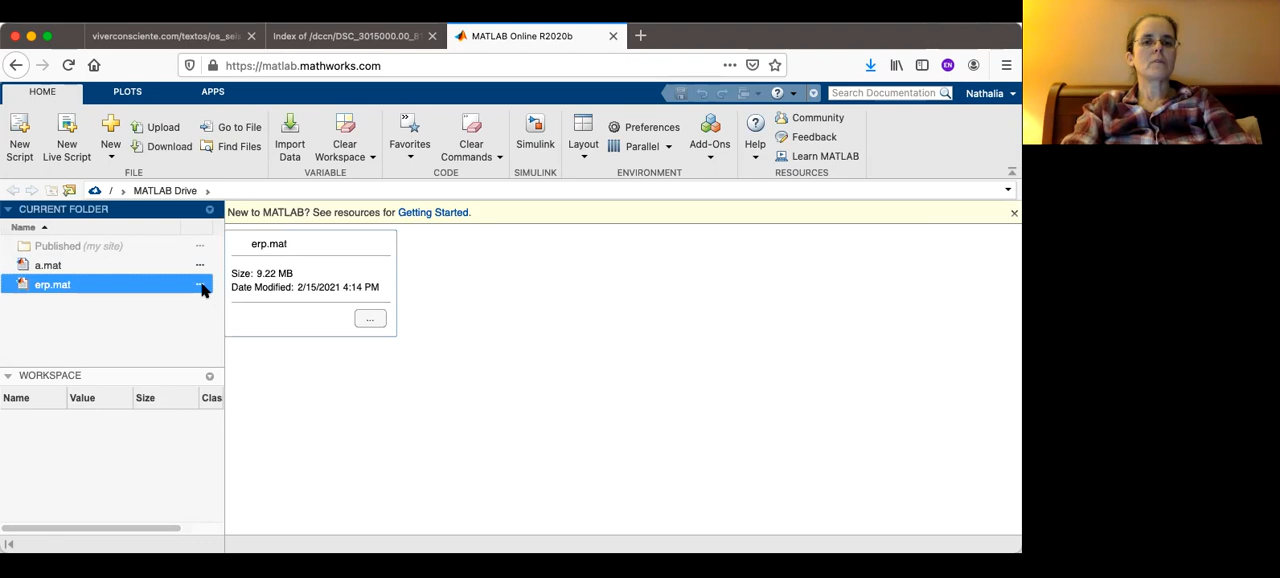 viverconsciente.com/textos/os_sei
Index of /dccn/DSC_3015000.00_
MATLAB Online R2020b
https://matlab.mathworks.com
EN
HOME
PLOTS
APPS
Search Documentation
Nathalia
New Script
New Live Script
New
Upload
Download
Go to File
Find Files
FILE
Import Data
Clear Workspace
VARIABLE
Favorites
Clear Commands
CODE
Simulink
SIMULINK
Layout
Preferences
Parallel
Add-Ons
ENVIRONMENT
Help
Community
Feedback
Learn MATLAB
RESOURCES
/ › MATLAB Drive ›
CURRENT FOLDER
Name
Published (my site)
a.mat
erp.mat
New to MATLAB? See resources for Getting Started.
erp.mat
Size: 9.22 MB
Date Modified: 2/15/2021 4:14 PM
...
WORKSPACE
Name Value Size Clas